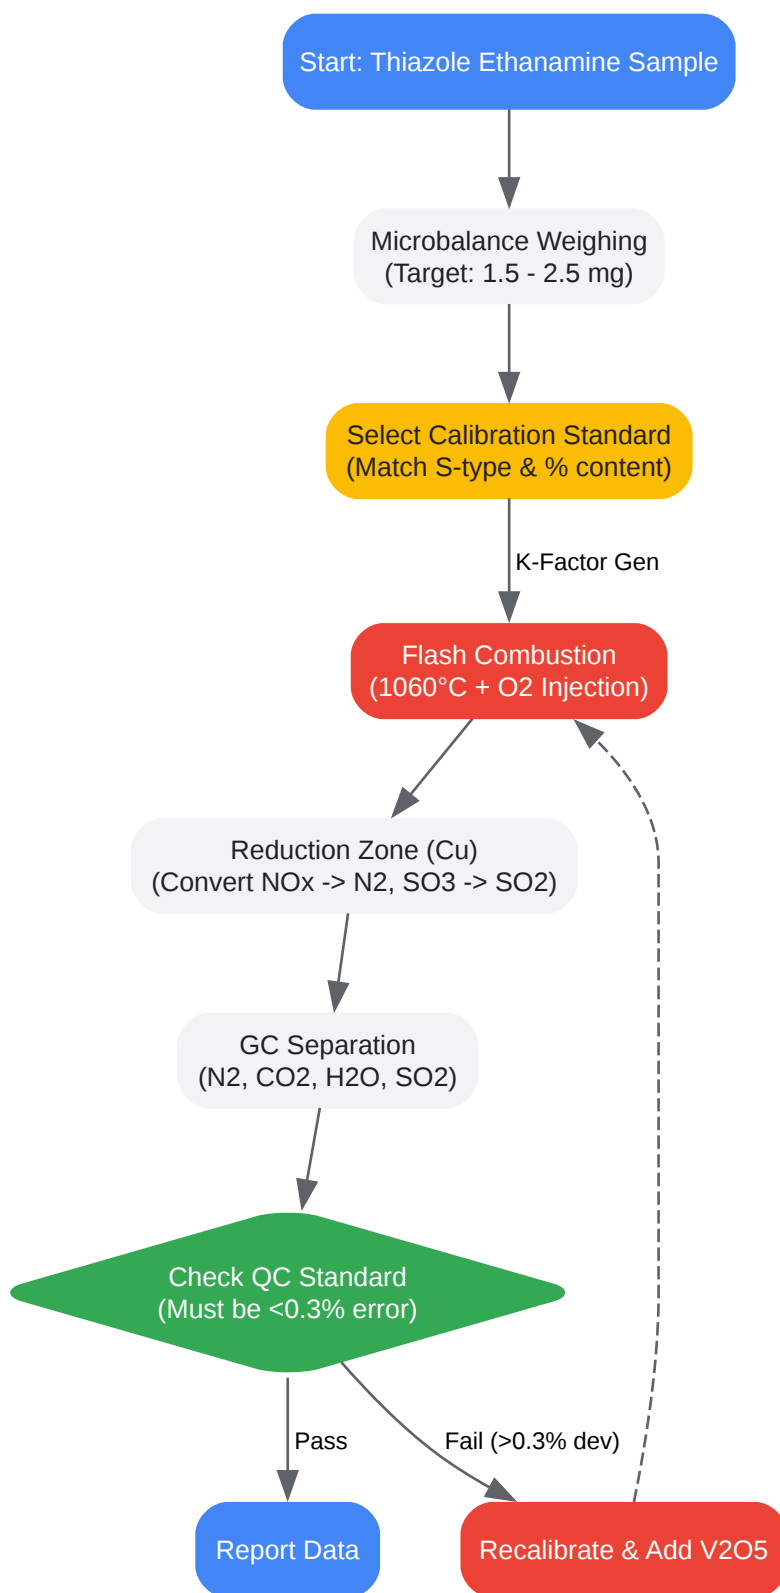 Start: Thiazole Ethanamine Sample
Microbalance Weighing
(Target: 1.5 - 2.5 mg)
Select Calibration Standard
(Match S-type & % content)
K-Factor Gen
Flash Combustion
(1060°C + O2 Injection)
Reduction Zone (Cu)
(Convert NOx -> N2, SO3 -> SO2)
GC Separation
(N2, CO2, H2O, SO2)
Check QC Standard
(Must be <0.3% error)
Pass
Fail (>0.3% dev)
Report Data
Recalibrate & Add V2O5